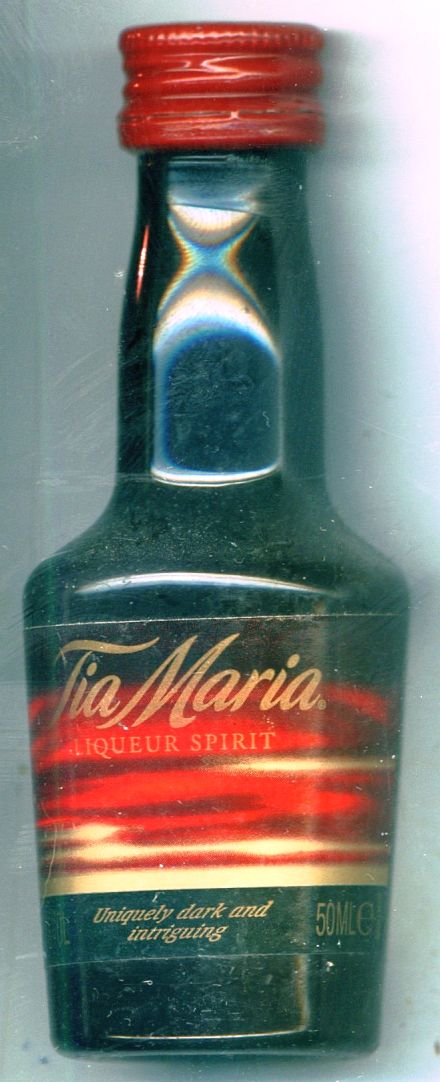 Tia Maria®
LIQUEUR SPIRIT
Uniquely dark and
intriguing
50ML ℮